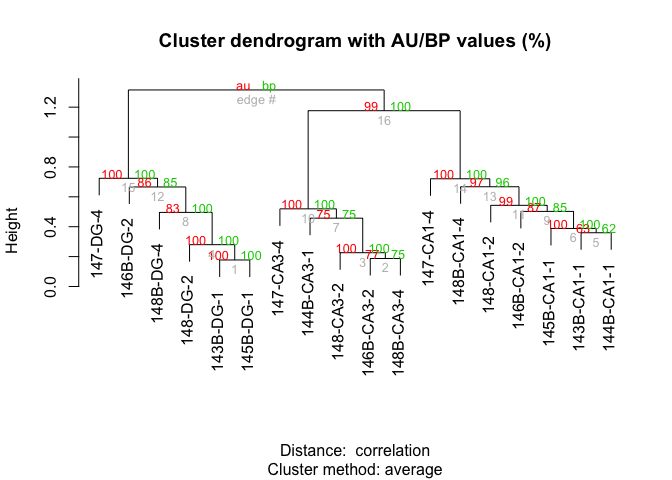 Cluster dendrogram with AU/BP values (%)
au bp
edge #
99 100
16
100 100
15
86 85
12
83 100
8
100 100
100 100
1
100 100
75 75
7
100 100
3
77 75
2
100 100
14
97 96
13
99 100
11
87 85
9
100 100
6
63 62
5
Height
0.0 0.4 0.8 1.2
147-DG-4
146B-DG-2
148B-DG-4
148-DG-2
143B-DG-1
145B-DG-1
147-CA3-4
144B-CA3-1
148-CA3-2
146B-CA3-2
148B-CA3-4
147-CA1-4
148B-CA1-4
148-CA1-2
146B-CA1-2
145B-CA1-1
143B-CA1-1
144B-CA1-1
Distance: correlation
Cluster method: average